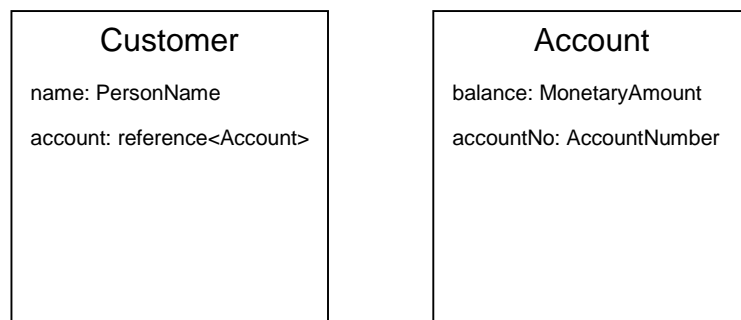 Customer
name: PersonName
account: reference<Account>
Account
balance: MonetaryAmount
accountNo: AccountNumber